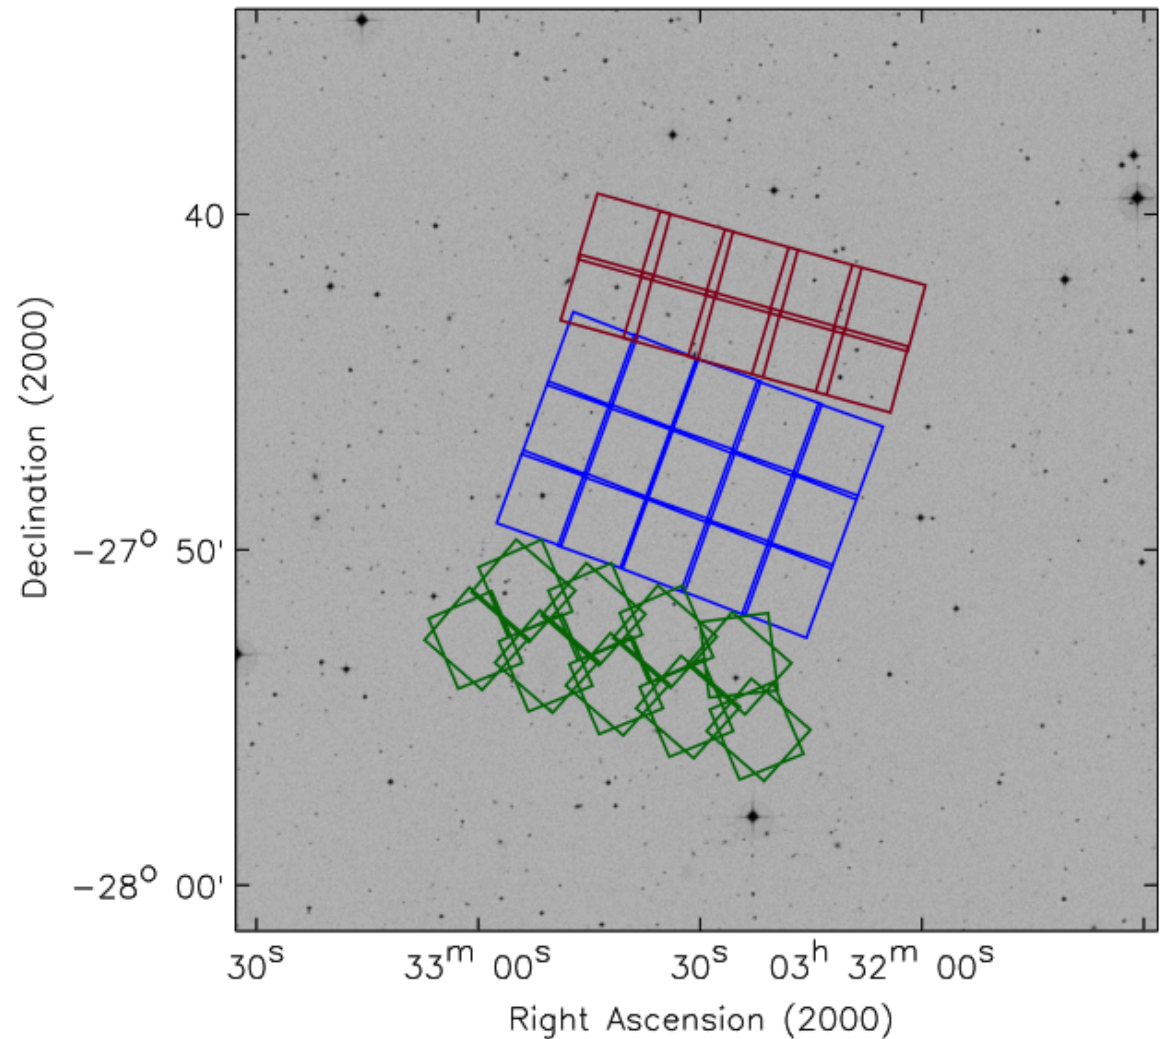 40
Declination (2000)
−27° 50'
−28° 00'
30ˢ 33ᵐ 00ˢ 30ˢ 03ʰ 32ᵐ 00ˢ
Right Ascension (2000)